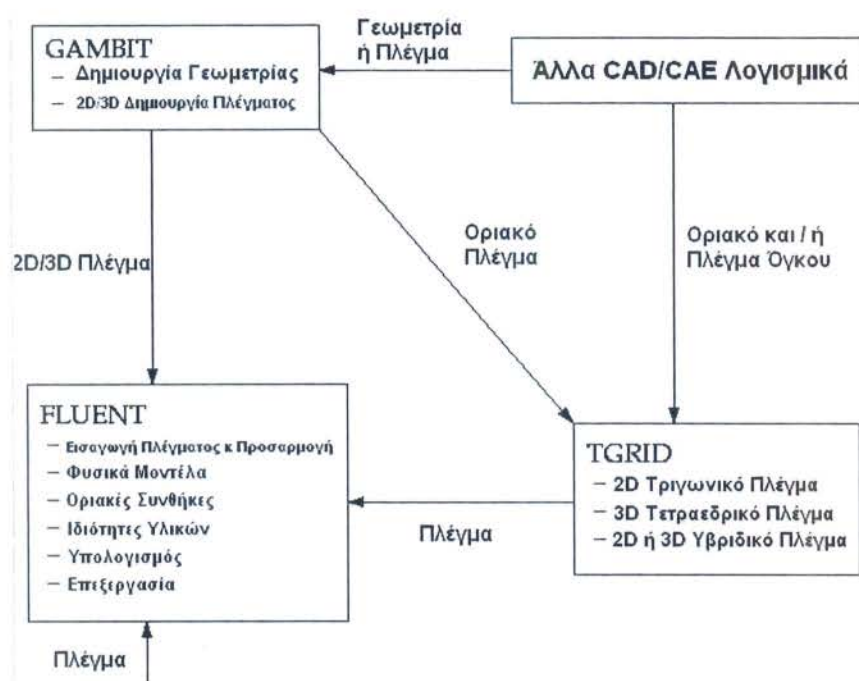 Γεωμετρία
ή Πλέγμα
GAMBIT
– Δημιουργία Γεωμετρίας
– 2D/3D Δημιουργία Πλέγματος
Άλλα CAD/CAE Λογισμικά
2D/3D Πλέγμα
Οριακό
Πλέγμα
Οριακό και / ή
Πλέγμα Όγκου
FLUENT
– Εισαγωγή Πλέγματος κ Προσαρμογή
– Φυσικά Μοντέλα
– Οριακές Συνθήκες
– Ιδιότητες Υλικών
– Υπολογισμός
– Επεξεργασία
Πλέγμα
TGRID
– 2D Τριγωνικό Πλέγμα
– 3D Τετραεδρικό Πλέγμα
– 2D ή 3D Υβριδικό Πλέγμα
Πλέγμα